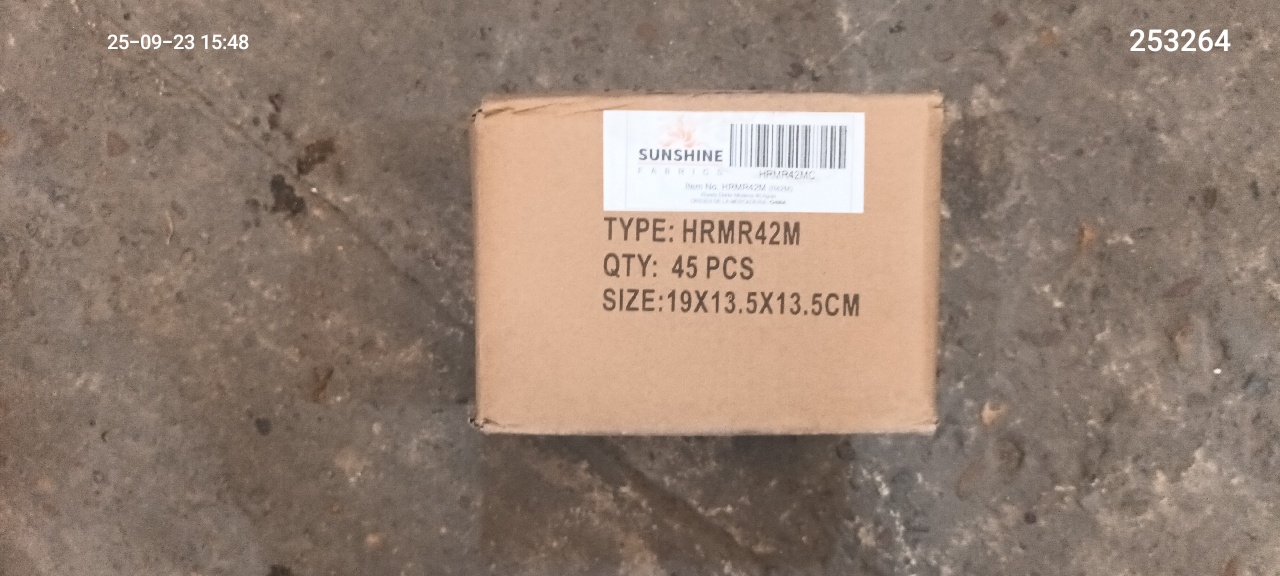 25-09-23 15:48
253264
SUNSHINE
FABRICS
HRMR42MC
Item No. HRMR42M
TYPE: HRMR42M
QTY: 45 PCS
SIZE:19X13.5X13.5CM